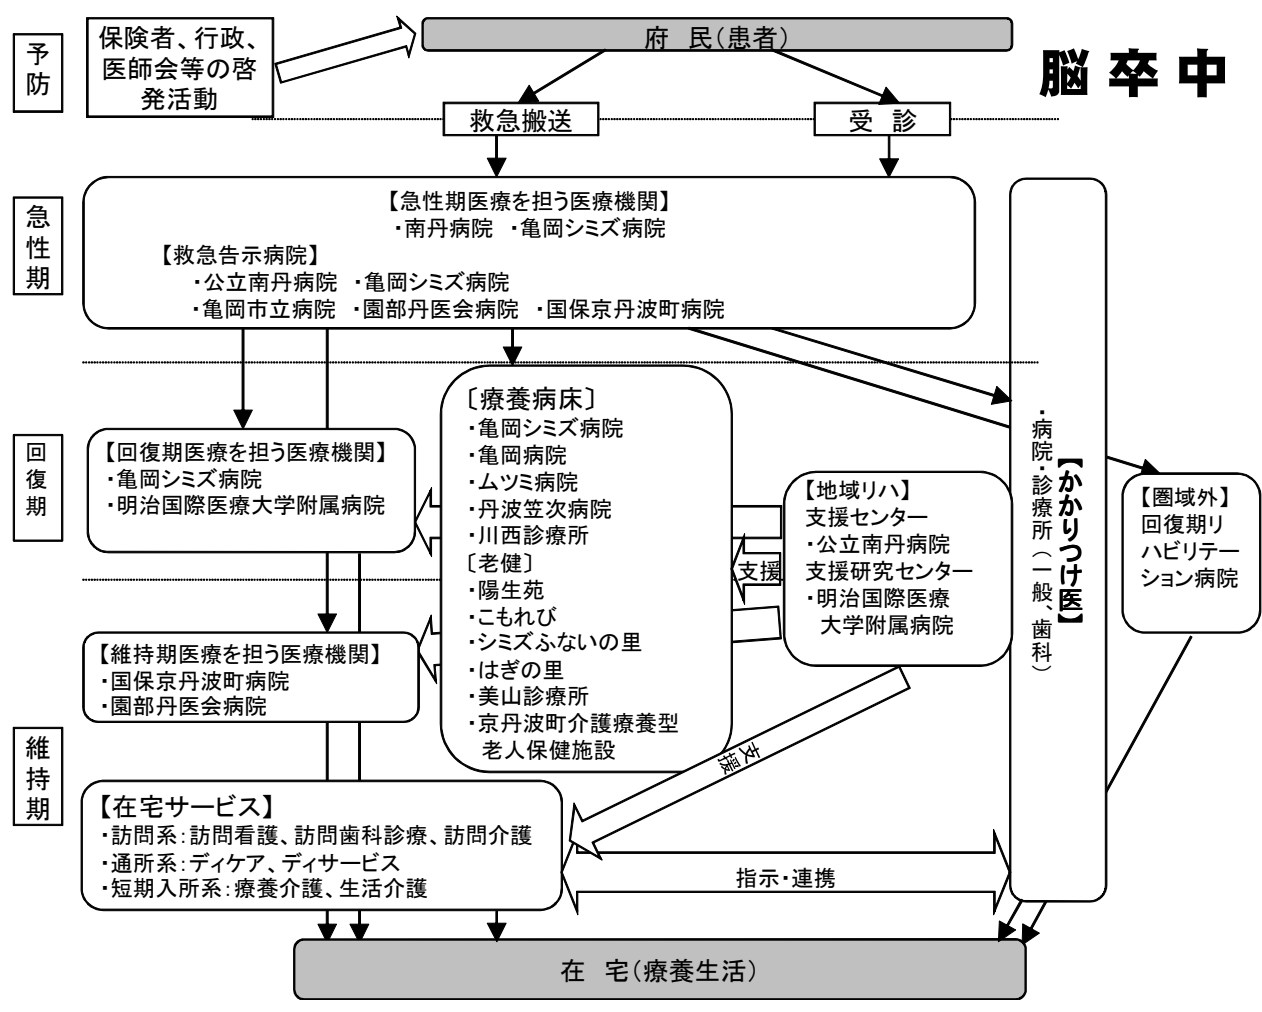 脳卒中
予防
保険者、行政、
医師会等の啓
発活動
府　民(患者)
救急搬送
受　診
急性期
【急性期医療を担う医療機関】
・南丹病院　・亀岡シミズ病院
【救急告示病院】
・公立南丹病院　・亀岡シミズ病院
・亀岡市立病院　・園部丹医会病院　・国保京丹波町病院
回復期
【回復期医療を担う医療機関】
・亀岡シミズ病院
・明治国際医療大学附属病院
〔療養病床〕
・亀岡シミズ病院
・亀岡病院
・ムツミ病院
・丹波笠次病院
・川西診療所
〔老健〕
・陽生苑
・こもれび
・シミズふないの里
・はぎの里
・美山診療所
・京丹波町介護療養型
老人保健施設
支援
【地域リハ】
支援センター
・公立南丹病院
支援研究センター
・明治国際医療
大学附属病院
【かかりつけ医】
・病院・診療所（一般、歯科）
【圏域外】
回復期リ
ハビリテー
ション病院
維持期
【維持期医療を担う医療機関】
・国保京丹波町病院
・園部丹医会病院
支援
【在宅サービス】
・訪問系：訪問看護、訪問歯科診療、訪問介護
・通所系：ディケア、ディサービス
・短期入所系：療養介護、生活介護
指示・連携
在　宅(療養生活)